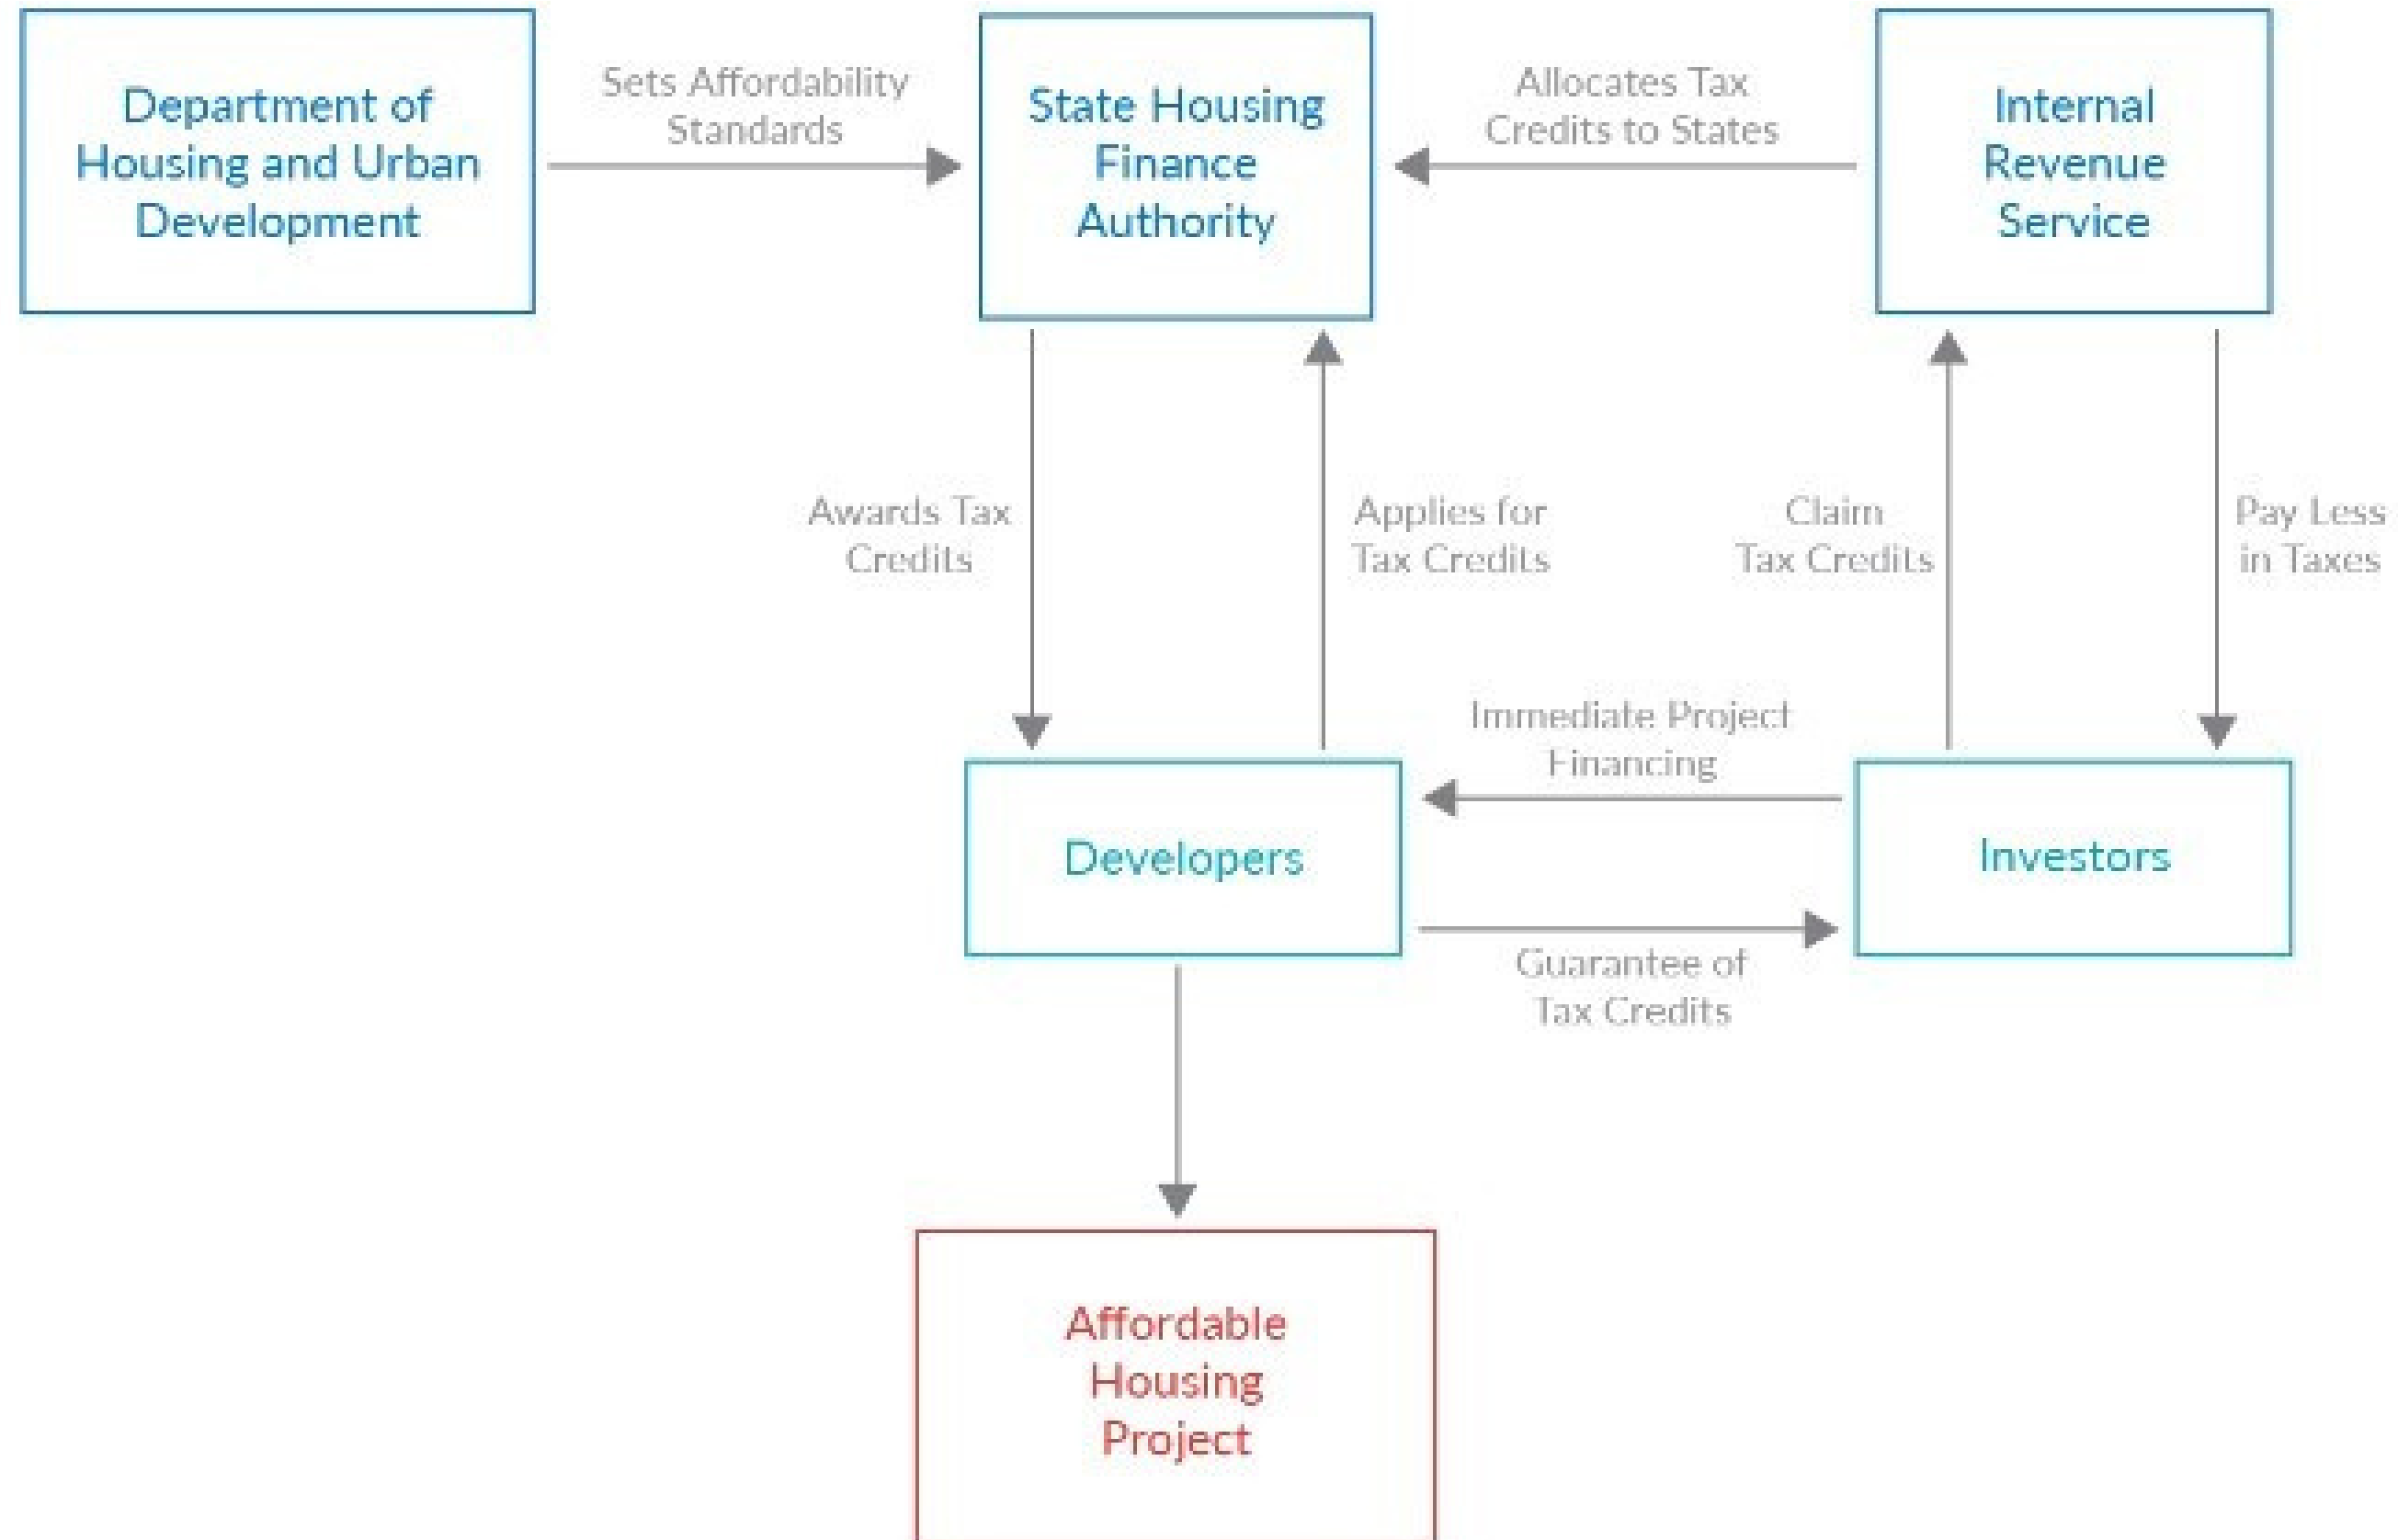 Department of
Housing and Urban
Development
Sets Affordability
Standards
State Housing
Finance
Authority
Allocates Tax
Credits to States
Internal
Revenue
Service
Awards Tax
Credits
Applies for
Tax Credits
Claim
Tax Credits
Pay Less
in Taxes
Immediate Project
Financing
Developers
Investors
Guarantee of
Tax Credits
Affordable
Housing
Project